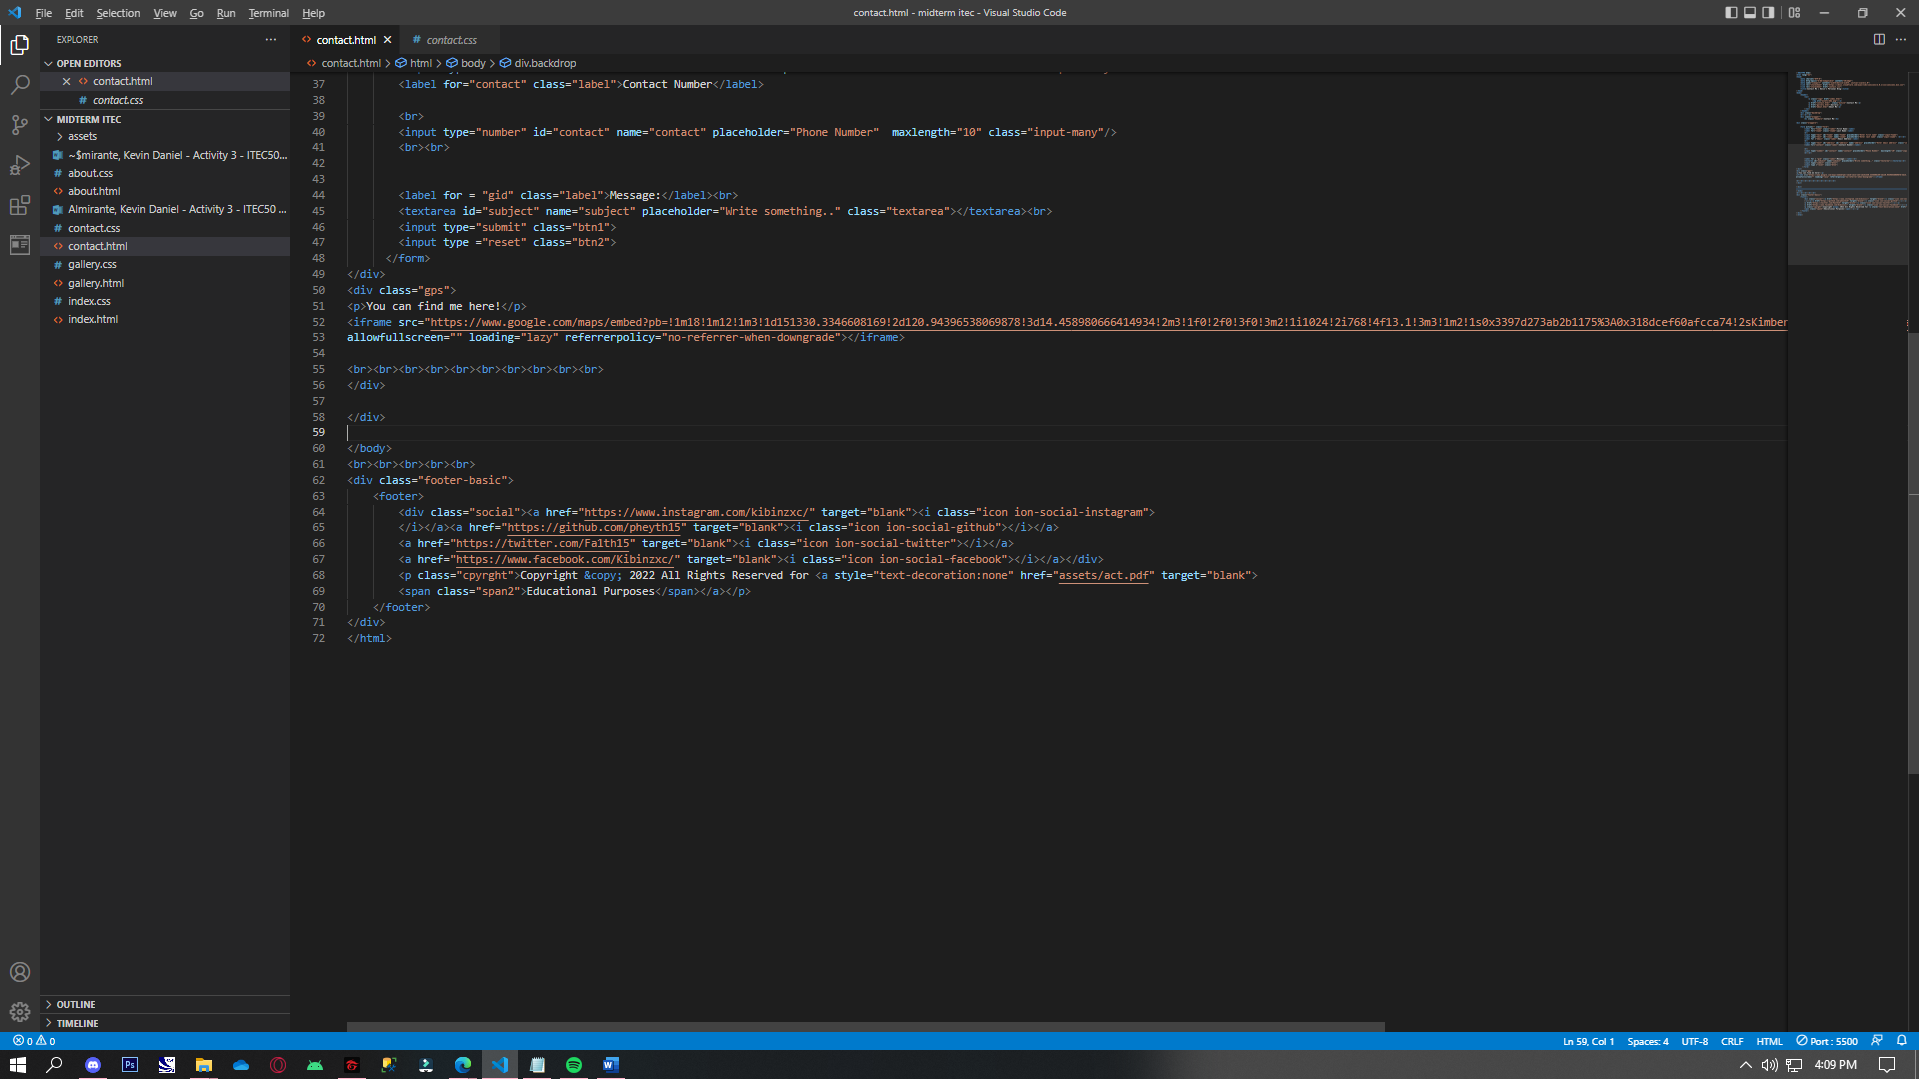 File Edit Selection View Go Run Terminal Help
contact.html - midterm itec - Visual Studio Code
EXPLORER
OPEN EDITORS
contact.html
contact.css
MIDTERM ITEC
assets
~$mirante, Kevin Daniel - Activity 3 - ITEC50...
about.css
about.html
Almirante, Kevin Daniel - Activity 3 - ITEC50 ...
contact.css
contact.html
gallery.css
gallery.html
index.css
index.html
OUTLINE
TIMELINE
contact.html contact.css
contact.html > html > body > div.backdrop
37 <label for="contact" class="label">Contact Number</label>
38
39 <br>
40 <input type="number" id="contact" name="contact" placeholder="Phone Number"  maxlength="10" class="input-many"/>
41 <br><br>
42
43
44 <label for = "gid" class="label">Message:</label><br>
45 <textarea id="subject" name="subject" placeholder="Write something.." class="textarea"></textarea><br>
46 <input type="submit" class="btn1">
47 <input type ="reset" class="btn2">
48 </form>
49 </div>
50 <div class="gps">
51 <p>You can find me here!</p>
52 <iframe src="https://www.google.com/maps/embed?pb=!1m18!1m12!1m3!1d151330.3346608169!2d120.94396538069878!3d14.458980666414934!2m3!1f0!2f0!3f0!3m2!1i1024!2i768!4f13.1!3m3!1m2!1s0x3397d273ab2b1175%3A0x318dcef60afcca74!2sKimber
53 allowfullscreen="" loading="lazy" referrerpolicy="no-referrer-when-downgrade"></iframe>
54
55 <br><br><br><br><br><br><br><br><br><br>
56 </div>
57
58 </div>
59
60 </body>
61 <br><br><br><br><br>
62 <div class="footer-basic">
63 <footer>
64 <div class="social"><a href="https://www.instagram.com/kibinzxc/" target="blank"><i class="icon ion-social-instagram">
65 </i></a><a href="https://github.com/pheyth15" target="blank"><i class="icon ion-social-github"></i></a>
66 <a href="https://twitter.com/Fa1th15" target="blank"><i class="icon ion-social-twitter"></i></a>
67 <a href="https://www.facebook.com/Kibinzxc/" target="blank"><i class="icon ion-social-facebook"></i></a></div>
68 <p class="cpyrght">Copyright &copy; 2022 All Rights Reserved for <a style="text-decoration:none" href="assets/act.pdf" target="blank">
69 <span class="span2">Educational Purposes</span></a></p>
70 </footer>
71 </div>
72 </html>
0 0
Ln 59, Col 1 Spaces: 4 UTF-8 CRLF HTML Port : 5500
Ps
4:09 PM